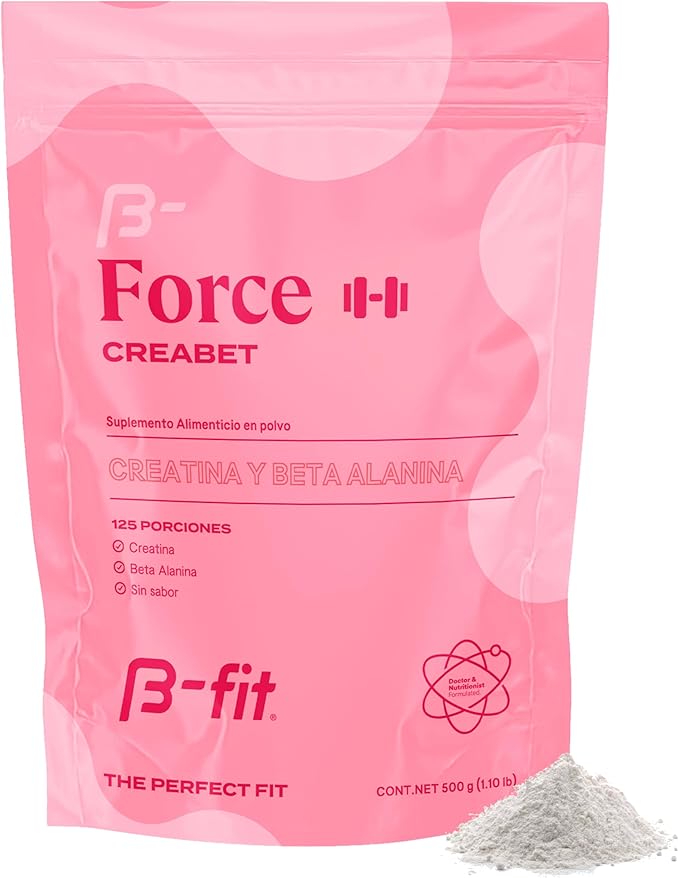 β-
Force
CREABET
Suplemento Alimenticio en polvo
CREATINA Y BETA ALANINA
125 PORCIONES
Creatina
Beta Alanina
Sin sabor
β-fit®
Doctor &
Nutritionist
Formulated.
THE PERFECT FIT
CONT.NET 500 g (1.10 lb)